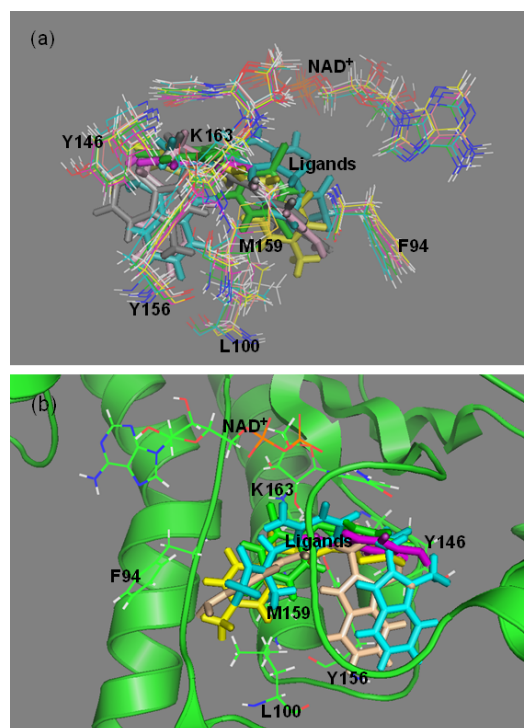 (a)
NAD+
Y146
K163
Ligands
M159
F94
Y156
L100
(b)
NAD+
K163
Ligands
Y146
F94
M159
Y156
L100